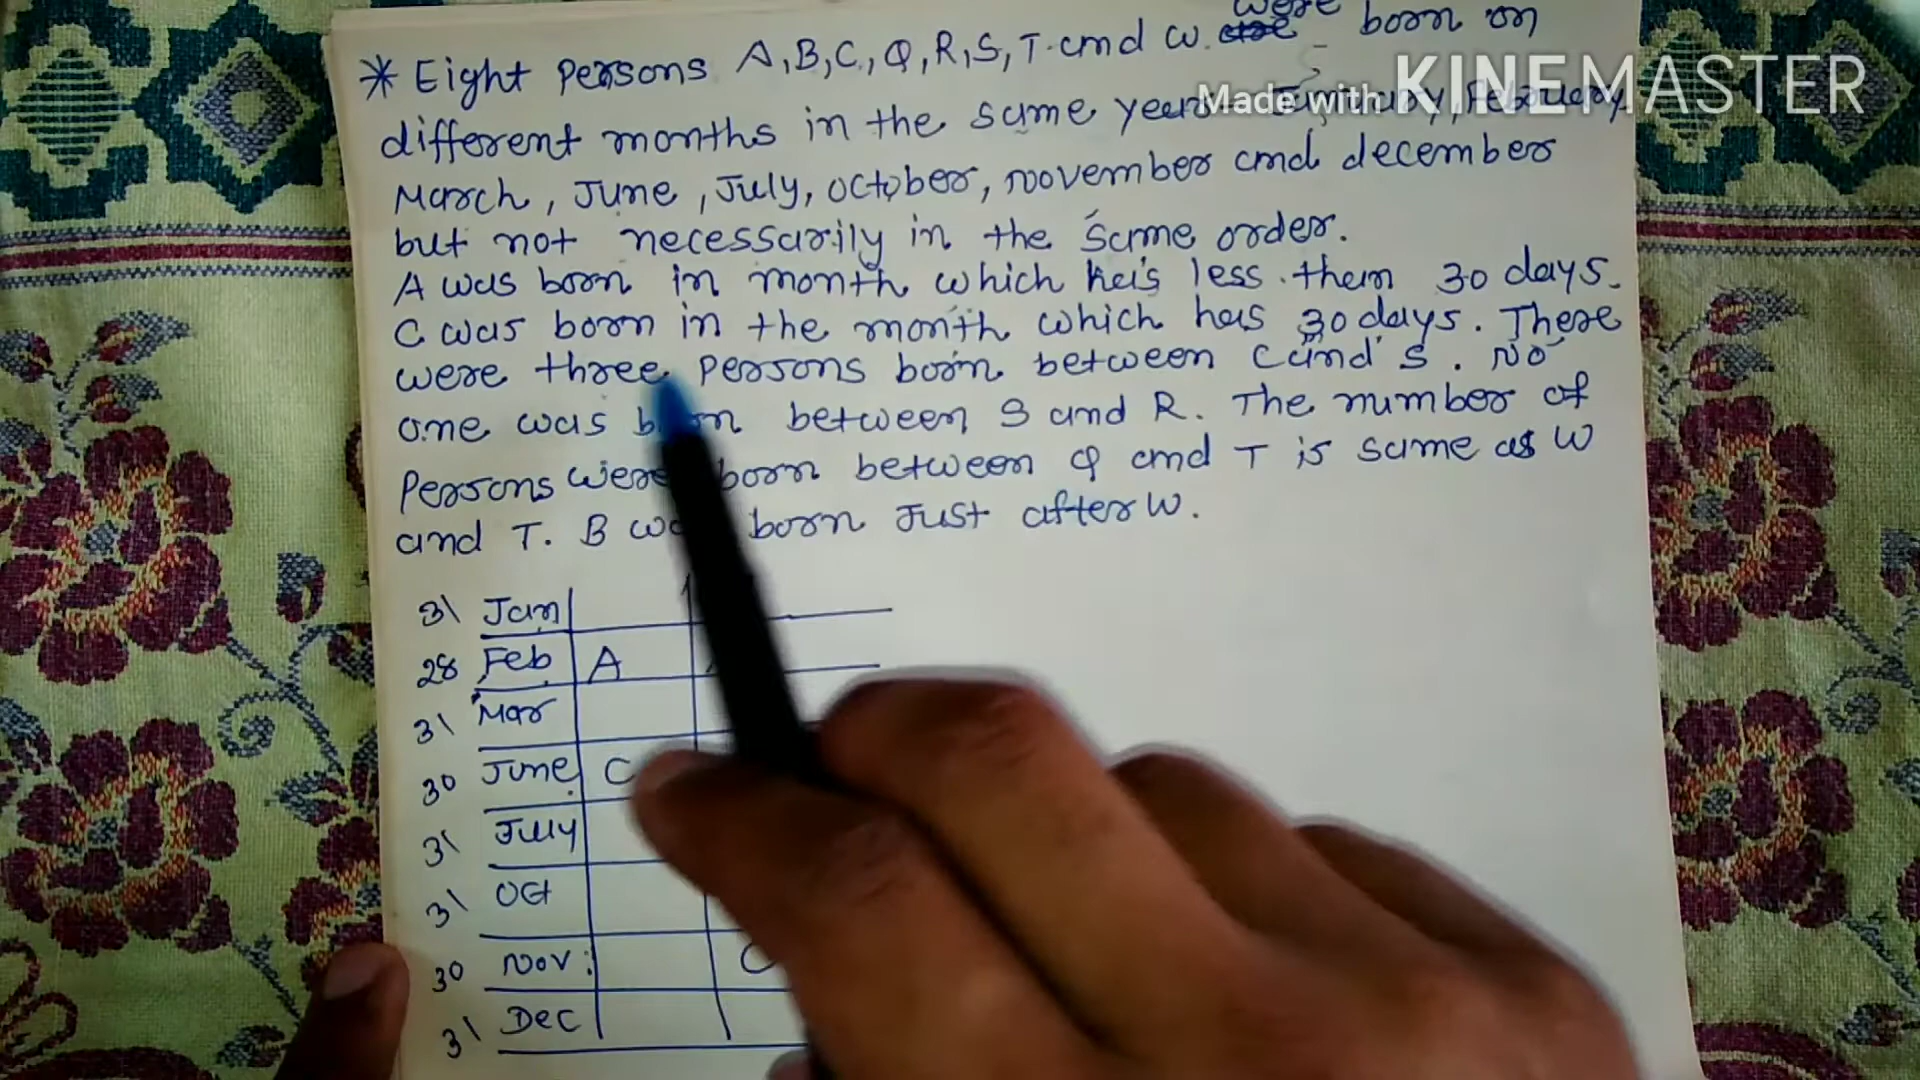 were
* Eight Persons A, B, C, Q, R, S, T and W. born on
Made with KINEMASTER
different months in the same year January, February
March, June, July, October, november and december
but not necessarily in the same order.
A was born in month which has less than 30 days.
C was born in the month which has 30 days. There
were three persons born between C and S. No
one was born between S and R. The number of
Persons were born between Q and T is same as W
and T. B was born Just after W.
31 Jan
28 Feb A
31 Mar
30 June C
31 July
31 Oct
30 Nov. C
31 Dec